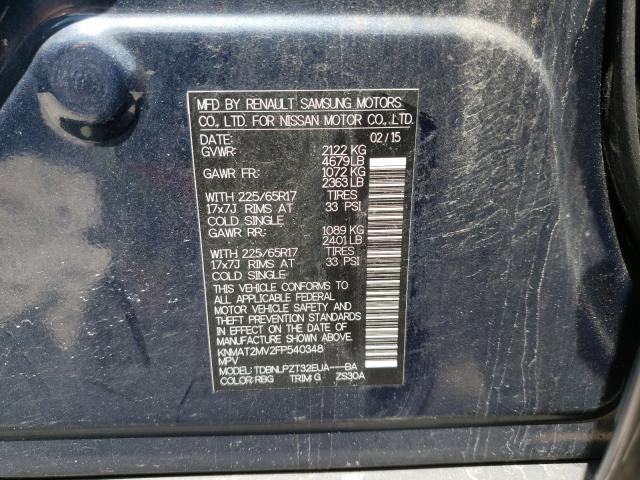 MFD BY RENAULT SAMSUNG MOTORS
CO., LTD. FOR NISSAN MOTOR CO., LTD.
DATE: 02/15
GVWR: 2122 KG
4679 LB
GAWR FR: 1072 KG
2363 LB
WITH 225/65R17 TIRES
17x7J RIMS AT 33 PSI
COLD SINGLE
GAWR RR: 1089 KG
2401 LB
WITH 225/65R17 TIRES
17x7J RIMS AT 33 PSI
COLD SINGLE
THIS VEHICLE CONFORMS TO
ALL APPLICABLE FEDERAL
MOTOR VEHICLE SAFETY AND
THEFT PREVENTION STANDARDS
IN EFFECT ON THE DATE OF
MANUFACTURE SHOWN ABOVE.
KNMAT2MV2FP540348
MPV
MODEL: TDBNLPZT32EUA---BA
COLOR: RBG TRIM: G ZS30A